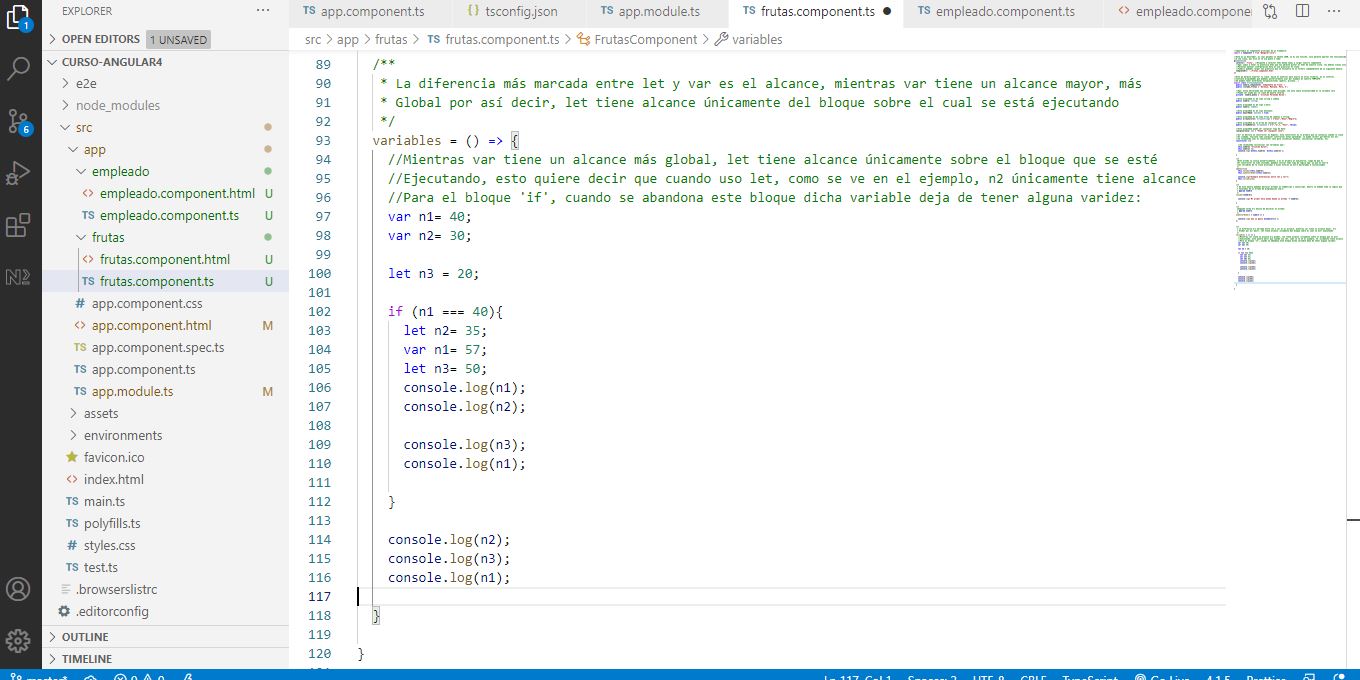 EXPLORER
···
OPEN EDITORS 1 UNSAVED
CURSO-ANGULAR4
e2e
node_modules
src
app
empleado
empleado.component.html U
TS empleado.component.ts U
frutas
frutas.component.html U
TS frutas.component.ts U
# app.component.css
app.component.html M
TS app.component.spec.ts
TS app.component.ts
TS app.module.ts M
assets
environments
favicon.ico
index.html
TS main.ts
TS polyfills.ts
# styles.css
TS test.ts
.browserslistrc
.editorconfig
OUTLINE
TIMELINE
1
6
TS app.component.ts
{} tsconfig.json
TS app.module.ts
TS frutas.component.ts ●
TS empleado.component.ts
<> empleado.compone
···
src > app > frutas > TS frutas.component.ts > FrutasComponent > variables
89 /**
90 * La diferencia más marcada entre let y var es el alcance, mientras var tiene un alcance mayor, más
91 * Global por así decir, let tiene alcance únicamente del bloque sobre el cual se está ejecutando
92 */
93 variables = () => {
94 //Mientras var tiene un alcance más global, let tiene alcance únicamente sobre el bloque que se esté
95 //Ejecutando, esto quiere decir que cuando uso let, como se ve en el ejemplo, n2 únicamente tiene alcance
96 //Para el bloque 'if', cuando se abandona este bloque dicha variable deja de tener alguna varidez:
97 var n1= 40;
98 var n2= 30;
99
100 let n3 = 20;
101
102 if (n1 === 40){
103 let n2= 35;
104 var n1= 57;
105 let n3= 50;
106 console.log(n1);
107 console.log(n2);
108
109 console.log(n3);
110 console.log(n1);
111
112 }
113
114 console.log(n2);
115 console.log(n3);
116 console.log(n1);
117
118 }
119
120 }
master* 0 0 Ln 117, Col 1 Spaces: 2 UTF-8 CRLF TypeScript Go Live 4.1.5 Prettier